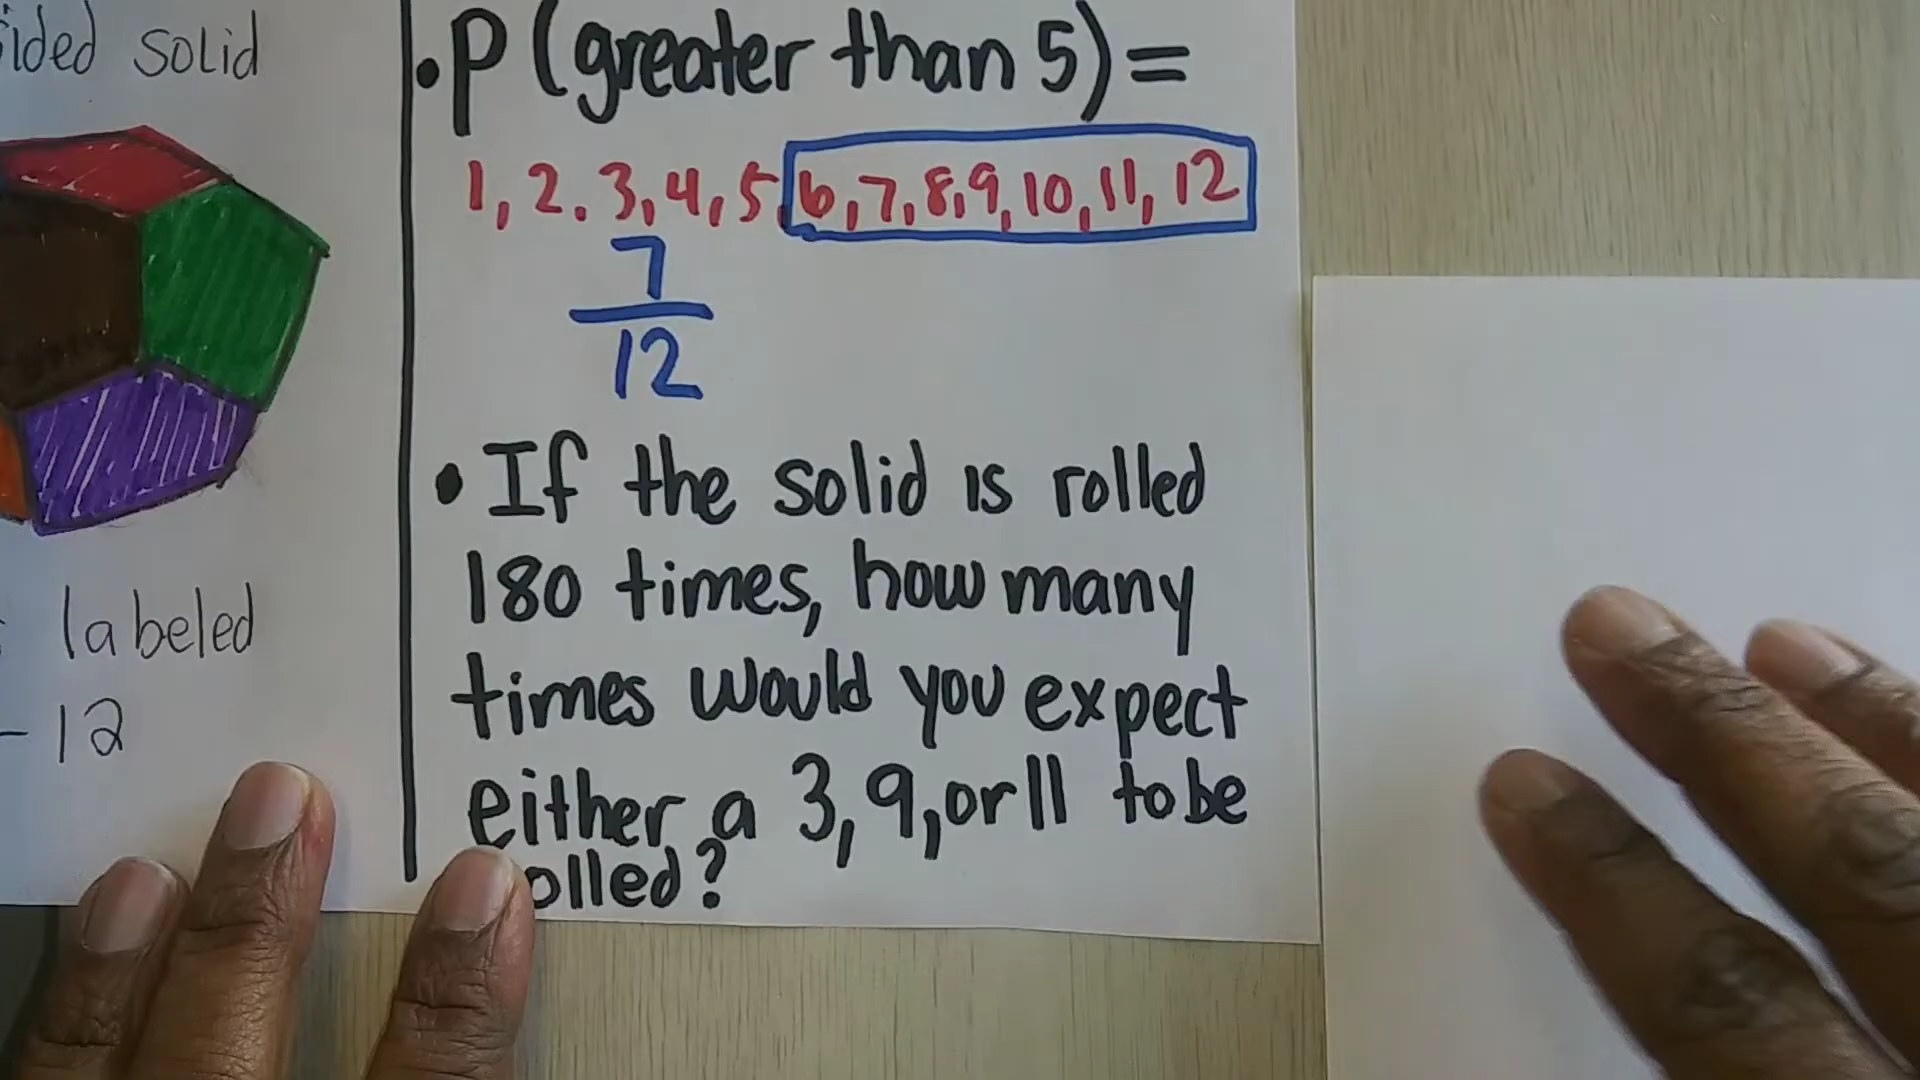 solid
labeled
- 12
• P (greater than 5) =
1, 2. 3, 4, 5, 6, 7, 8, 9, 10, 11, 12
7
12
• If the solid is rolled
180 times, how many
times would you expect
either a 3, 9, or 11 to be
olled?